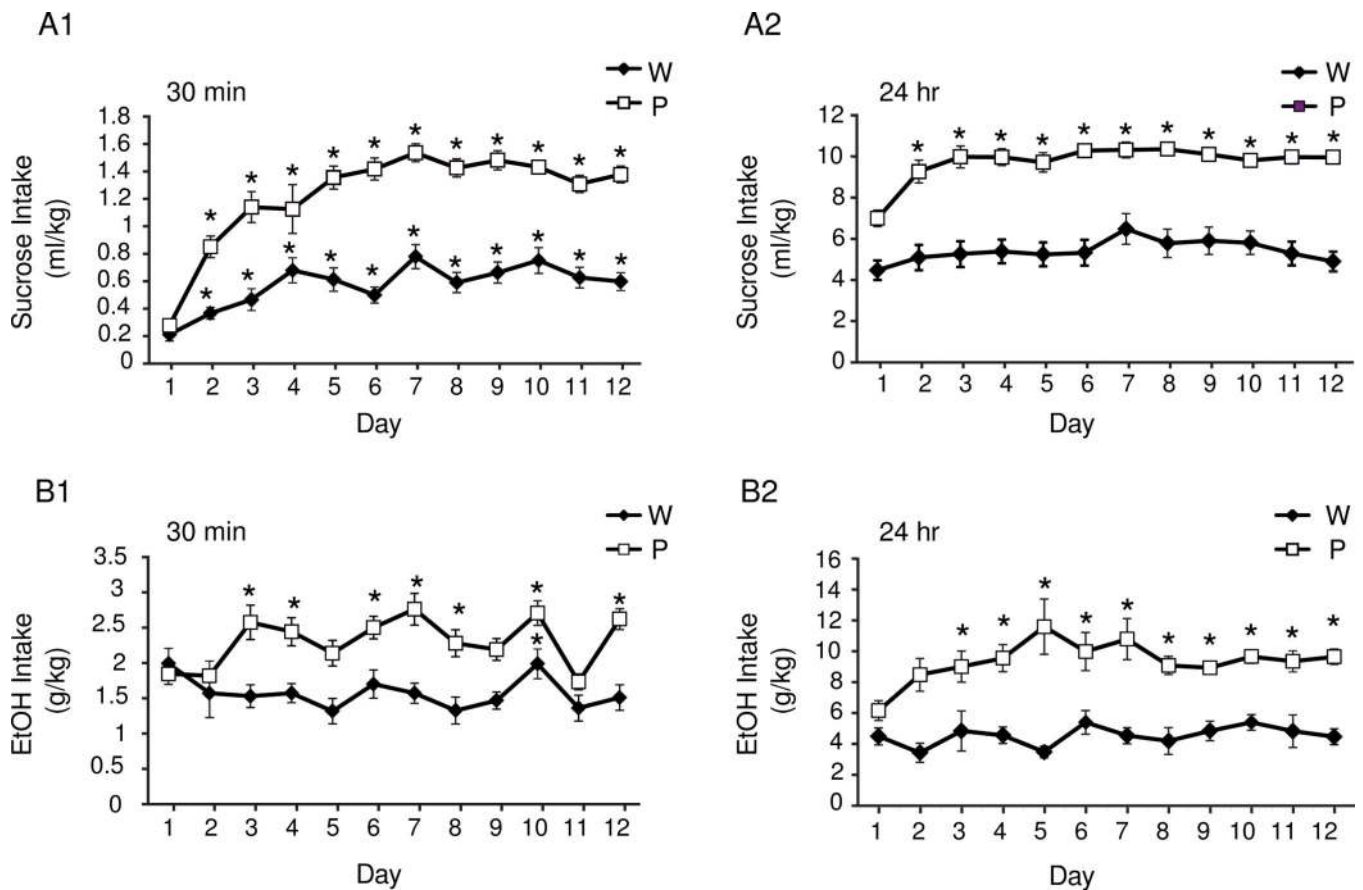 A1
30 min
W
P
Sucrose Intake
(ml/kg)
1.8
1.6
1.4
1.2
1
0.8
0.6
0.4
0.2
0
* * * * * * * * * * *
* * * * * * * * * * *
1 2 3 4 5 6 7 8 9 10 11 12
Day
A2
24 hr
W
P
Sucrose Intake
(ml/kg)
12
10
8
6
4
2
0
* * * * * * * * * * *
1 2 3 4 5 6 7 8 9 10 11 12
Day
B1
30 min
W
P
EtOH Intake
(g/kg)
3.5
3
2.5
2
1.5
1
0.5
0
* * * * * * *
*
1 2 3 4 5 6 7 8 9 10 11 12
Day
B2
24 hr
W
P
EtOH Intake
(g/kg)
16
14
12
10
8
6
4
2
0
* * * * * * * * * *
1 2 3 4 5 6 7 8 9 10 11 12
Day